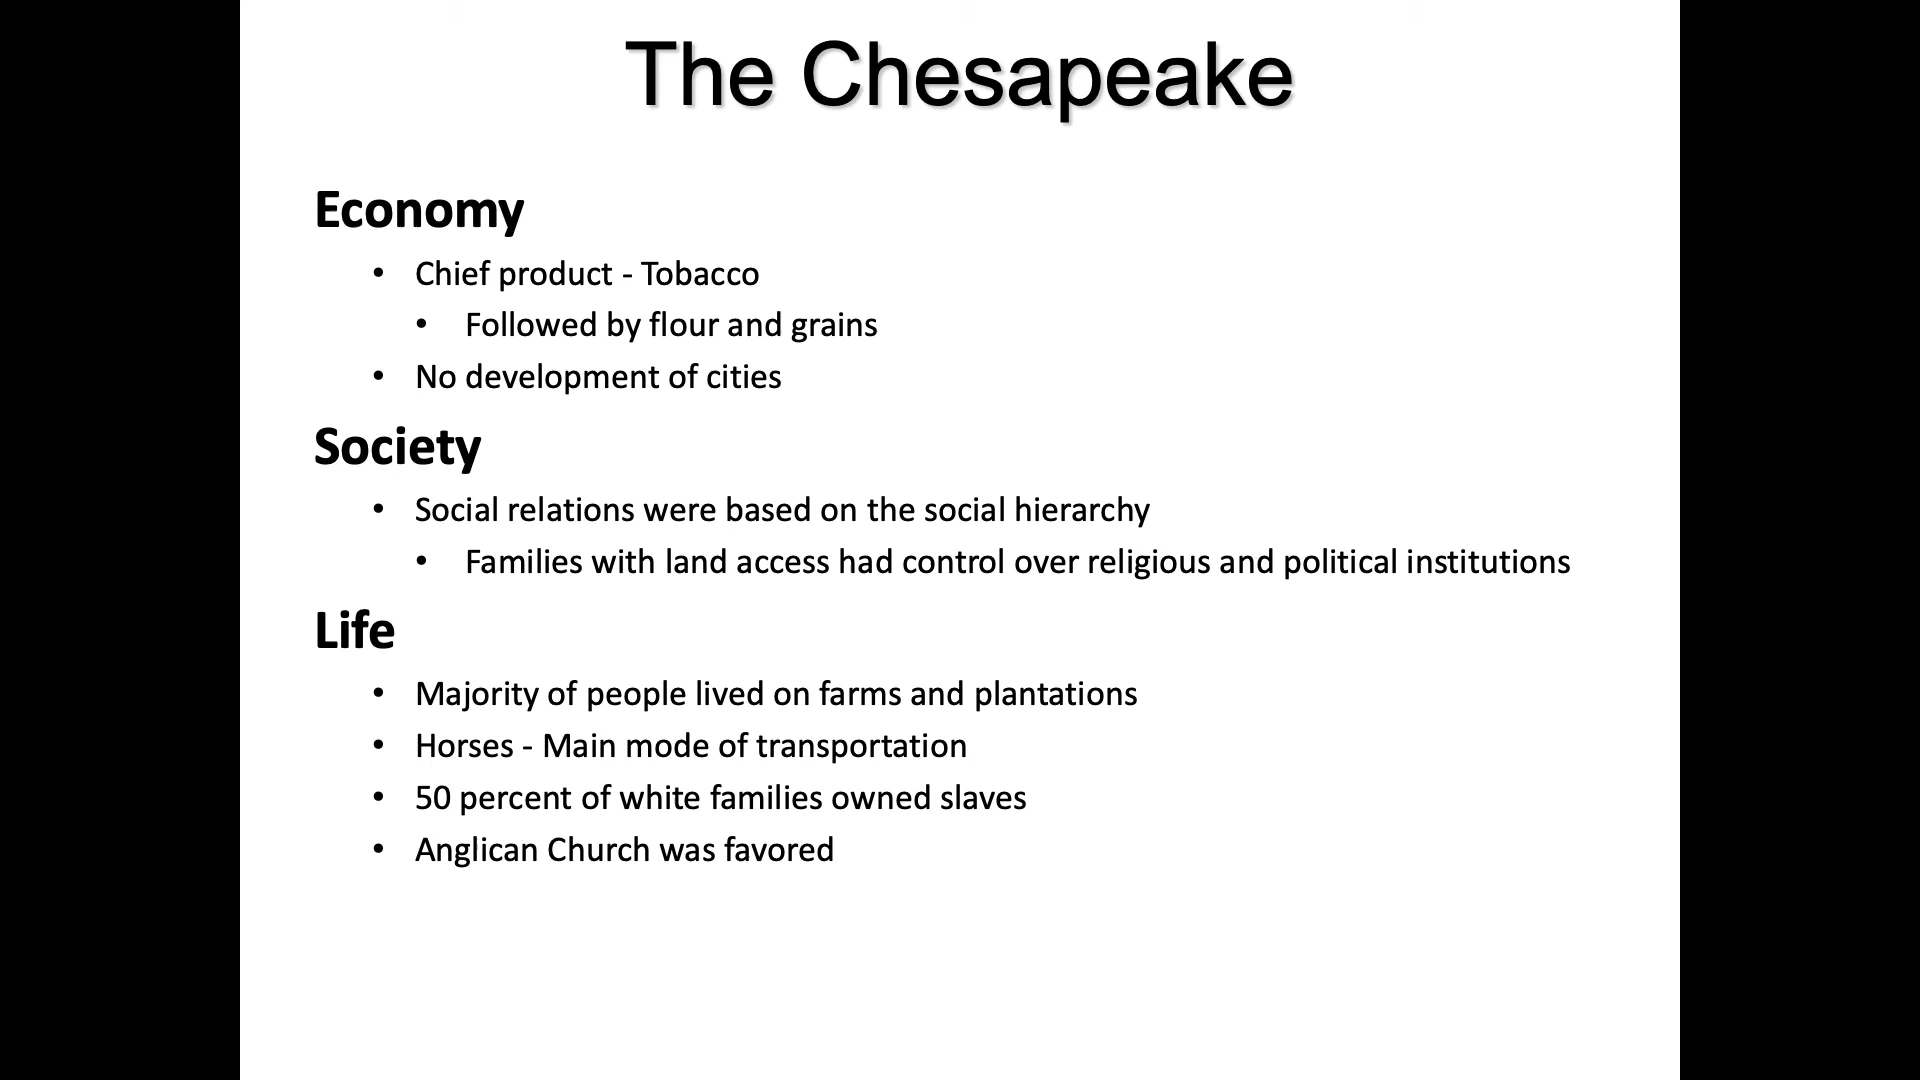 The Chesapeake
Economy
• Chief product - Tobacco
• Followed by flour and grains
• No development of cities
Society
• Social relations were based on the social hierarchy
• Families with land access had control over religious and political institutions
Life
• Majority of people lived on farms and plantations
• Horses - Main mode of transportation
• 50 percent of white families owned slaves
• Anglican Church was favored